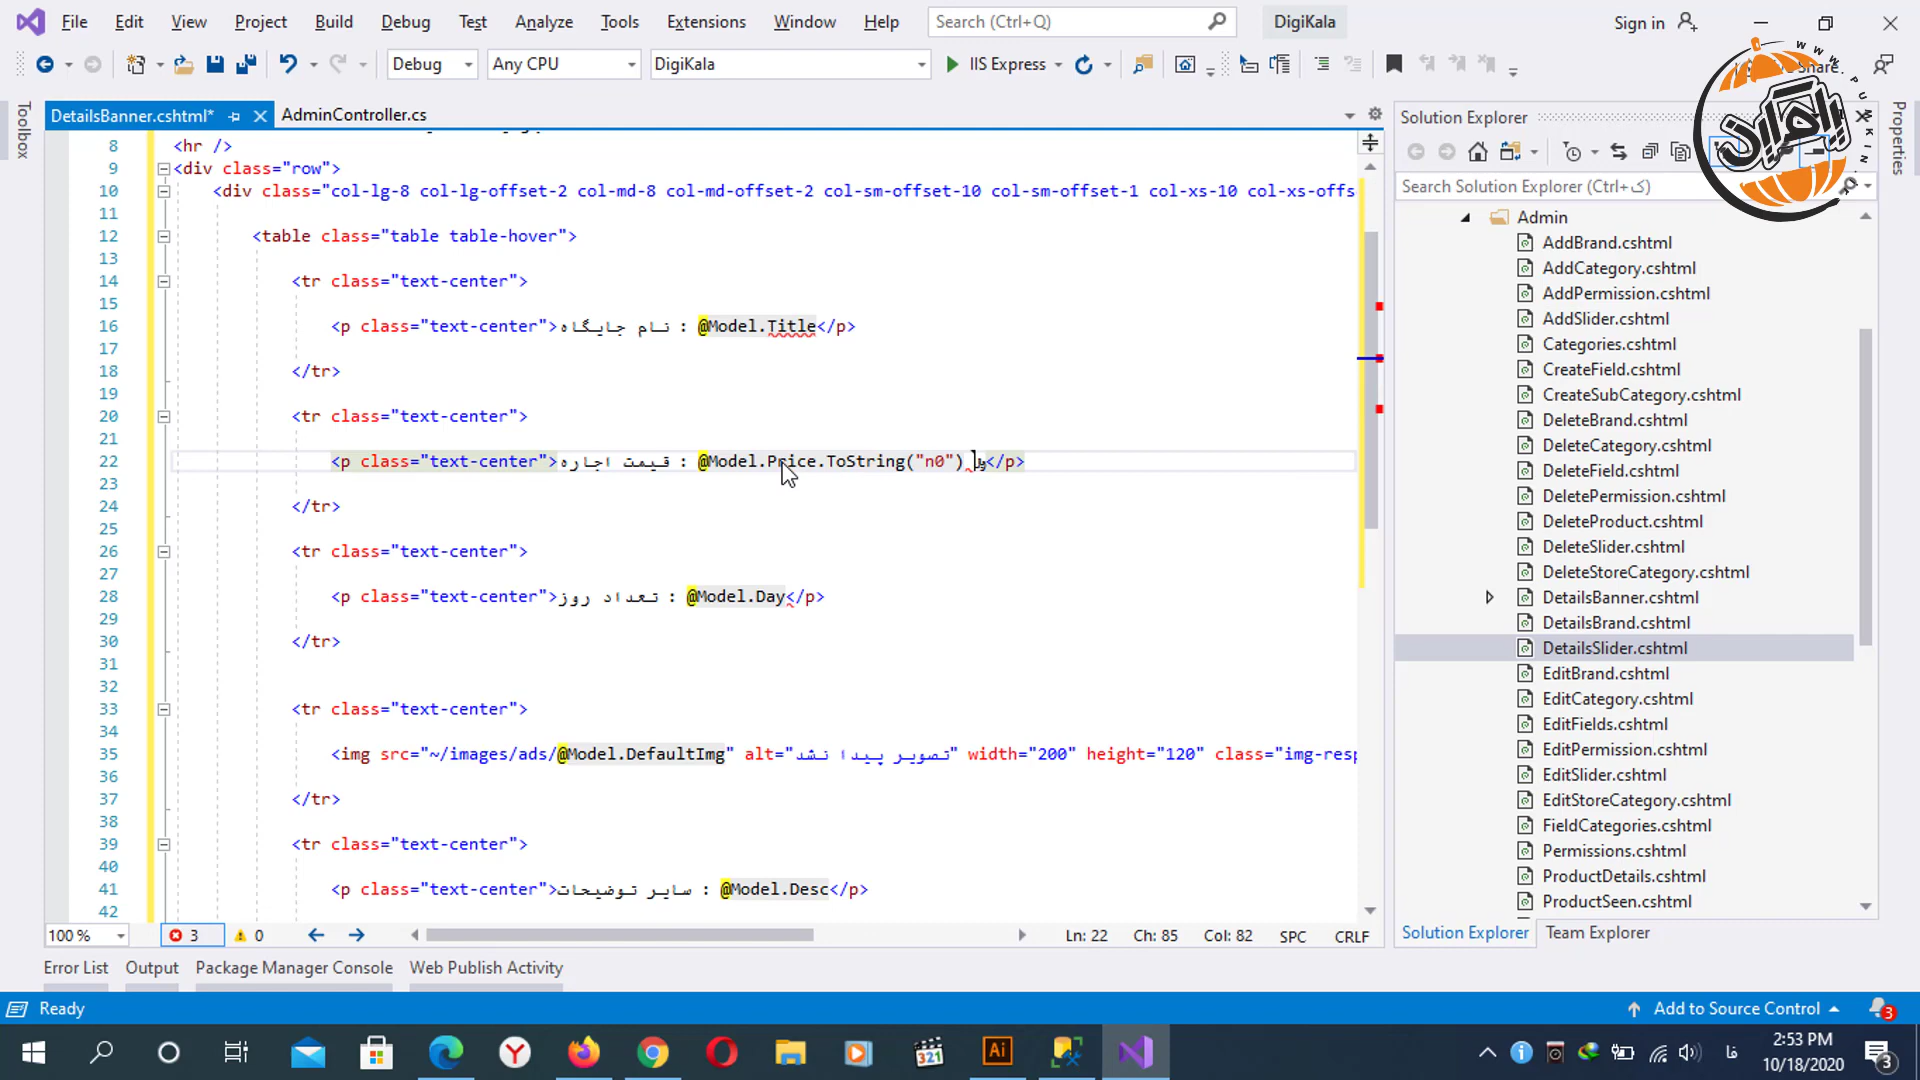 File Edit View Project Build Debug Test Analyze Tools Extensions Window Help Search (Ctrl+Q) DigiKala Sign in
Debug Any CPU DigiKala IIS Express Share
DetailsBanner.cshtml* AdminController.cs
Toolbox
Properties
8 <hr />
9 <div class="row">
10 <div class="col-lg-8 col-lg-offset-2 col-md-8 col-md-offset-2 col-sm-offset-10 col-sm-offset-1 col-xs-10 col-xs-offs
11
12 <table class="table table-hover">
13
14 <tr class="text-center">
15
16 <p class="text-center">نام جایگاه : @Model.Title</p>
17
18 </tr>
19
20 <tr class="text-center">
21
22 <p class="text-center">قیمت اجاره : @Model.Price.ToString("n0") </p>
23
24 </tr>
25
26 <tr class="text-center">
27
28 <p class="text-center">تعداد روز : @Model.Day</p>
29
30 </tr>
31
32
33 <tr class="text-center">
34
35 <img src="~/images/ads/@Model.DefaultImg" alt="تصویر پیدا نشد" width="200" height="120" class="img-resp
36
37 </tr>
38
39 <tr class="text-center">
40
41 <p class="text-center">سایر توضیحات : @Model.Desc</p>
42
100 % 3 0 Ln: 22 Ch: 85 Col: 82 SPC CRLF
Error List Output Package Manager Console Web Publish Activity
Ready
Solution Explorer
Search Solution Explorer (Ctrl+ک)
Admin
AddBrand.cshtml
AddCategory.cshtml
AddPermission.cshtml
AddSlider.cshtml
Categories.cshtml
CreateField.cshtml
CreateSubCategory.cshtml
DeleteBrand.cshtml
DeleteCategory.cshtml
DeleteField.cshtml
DeletePermission.cshtml
DeleteProduct.cshtml
DeleteSlider.cshtml
DeleteStoreCategory.cshtml
DetailsBanner.cshtml
DetailsBrand.cshtml
DetailsSlider.cshtml
EditBrand.cshtml
EditCategory.cshtml
EditFields.cshtml
EditPermission.cshtml
EditSlider.cshtml
EditStoreCategory.cshtml
FieldCategories.cshtml
Permissions.cshtml
ProductDetails.cshtml
ProductSeen.cshtml
Solution Explorer Team Explorer
Add to Source Control 3
321 Ai فا 2:53 PM
10/18/2020 3